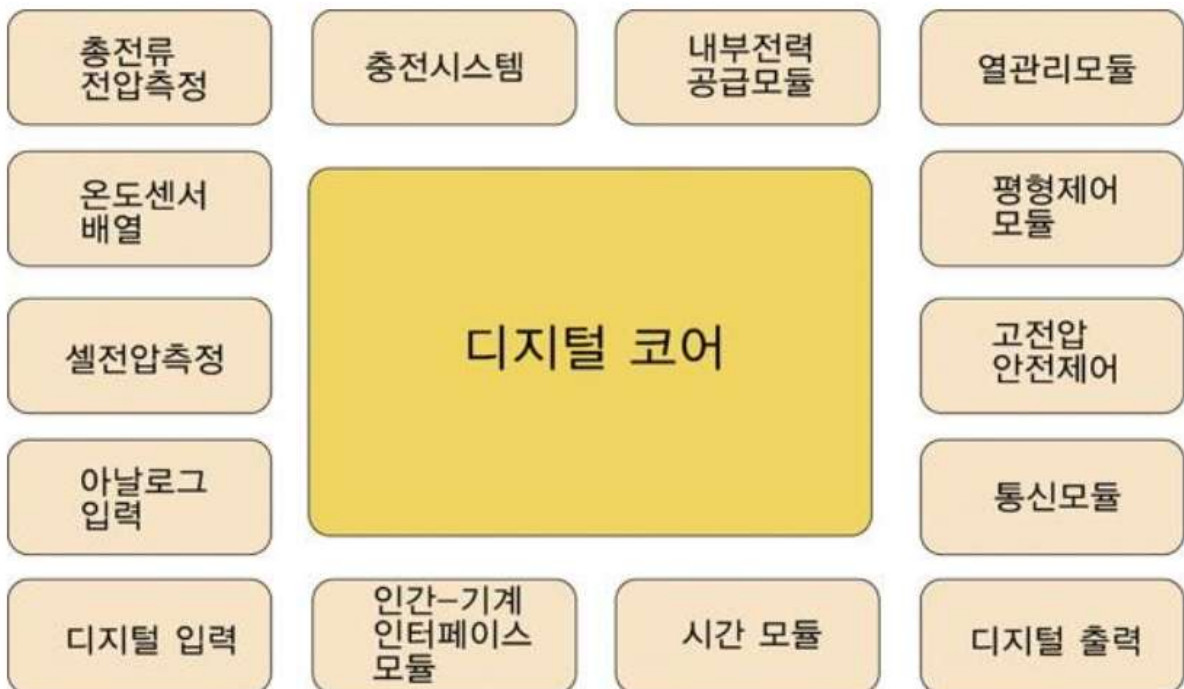 총전류
전압측정
충전시스템
내부전력
공급모듈
열관리모듈
온도센서
배열
평형제어
모듈
셀전압측정
디지털 코어
고전압
안전제어
아날로그
입력
통신모듈
디지털 입력
인간-기계
인터페이스
모듈
시간 모듈
디지털 출력